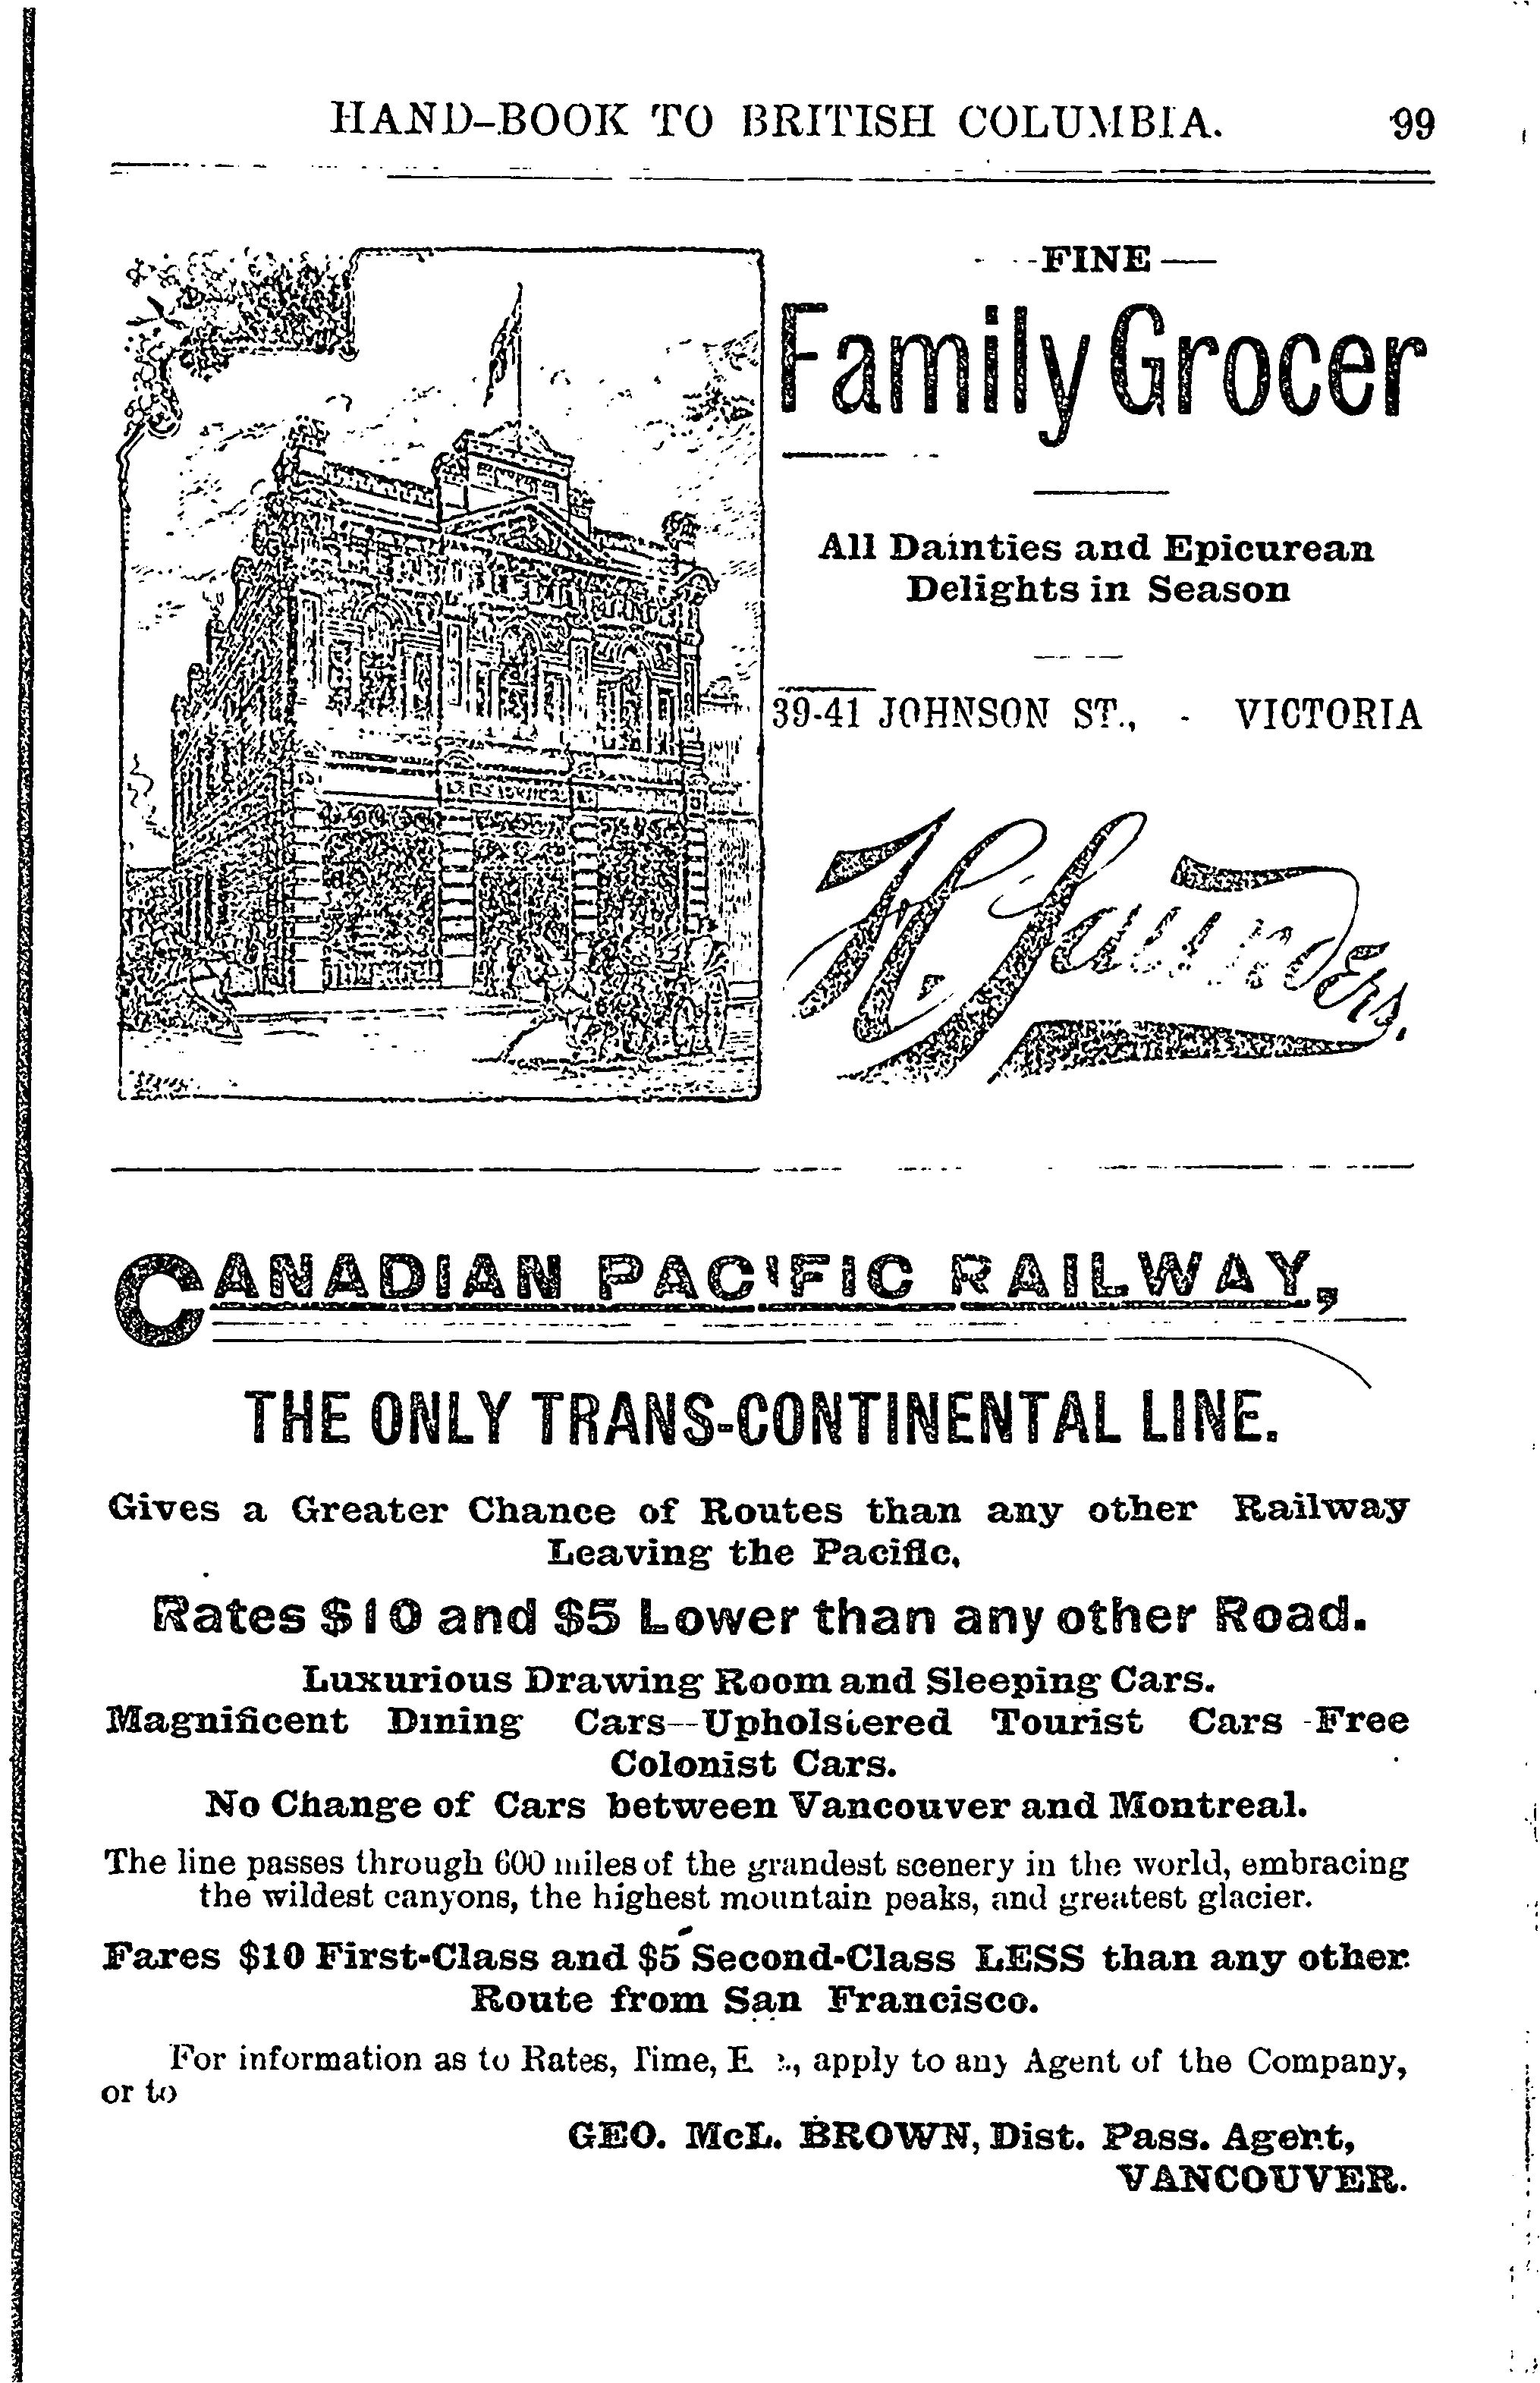 HAND-BOOK TO BRITISH COLUMBIA. 99
FINE
Family Grocer
All Dainties and Epicurean
Delights in Season
39-41 JOHNSON ST., - VICTORIA
H Saunders.
CANADIAN PACIFIC RAILWAY,
THE ONLY TRANS-CONTINENTAL LINE.
Gives a Greater Chance of Routes than any other Railway
Leaving the Pacific.
Rates $10 and $5 Lower than any other Road.
Luxurious Drawing Room and Sleeping Cars.
Magnificent Dining Cars—Upholstered Tourist Cars -Free
Colonist Cars.
No Change of Cars between Vancouver and Montreal.
The line passes through 600 miles of the grandest scenery in the world, embracing
the wildest canyons, the highest mountain peaks, and greatest glacier.
Fares $10 First-Class and $5 Second-Class LESS than any other
Route from San Francisco.
For information as to Rates, Time, apply to any Agent of the Company,
or to
GEO. McL. BROWN, Dist. Pass. Agent,
VANCOUVER.